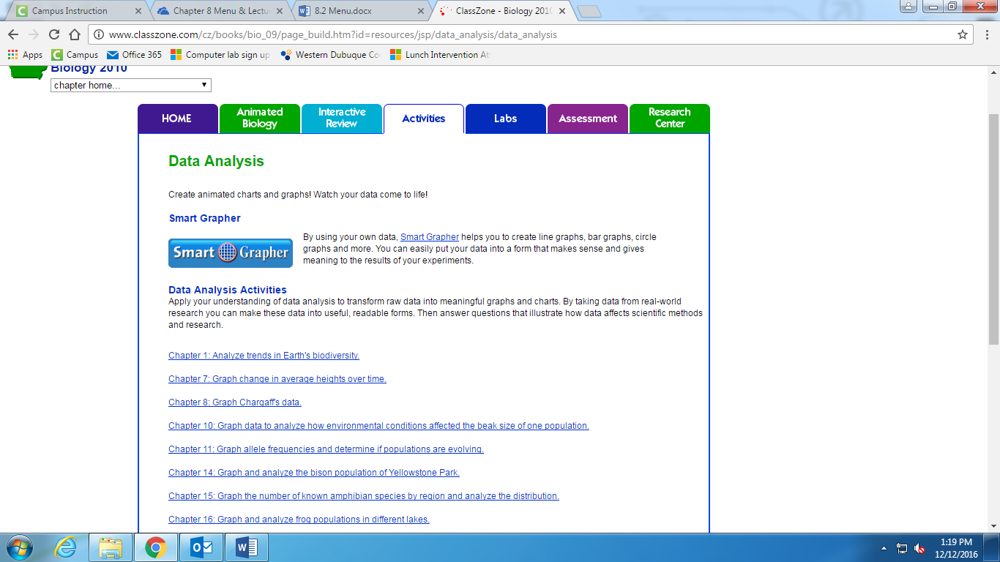 Campus Instruction
Chapter 8 Menu & Lectu
8.2 Menu.docx
ClassZone - Biology 2010
www.classzone.com/cz/books/bio_09/page_build.htm?id=resources/jsp/data_analysis/data_analysis
Apps Campus Office 365 Computer lab sign up Western Dubuque Co Lunch Intervention At
Biology 2010
chapter home...
HOME
Animated
Biology
Interactive
Review
Activities
Labs
Assessment
Research
Center
Data Analysis
Create animated charts and graphs! Watch your data come to life!
Smart Grapher
Smart Grapher
By using your own data, Smart Grapher helps you to create line graphs, bar graphs, circle
graphs and more. You can easily put your data into a form that makes sense and gives
meaning to the results of your experiments.
Data Analysis Activities
Apply your understanding of data analysis to transform raw data into meaningful graphs and charts. By taking data from real-world
research you can make these data into useful, readable forms. Then answer questions that illustrate how data affects scientific methods
and research.
Chapter 1: Analyze trends in Earth's biodiversity.
Chapter 7: Graph change in average heights over time.
Chapter 8: Graph Chargaff's data.
Chapter 10: Graph data to analyze how environmental conditions affected the beak size of one population.
Chapter 11: Graph allele frequencies and determine if populations are evolving.
Chapter 14: Graph and analyze the bison population of Yellowstone Park.
Chapter 15: Graph the number of known amphibian species by region and analyze the distribution.
Chapter 16: Graph and analyze frog populations in different lakes.
1:19 PM
12/12/2016